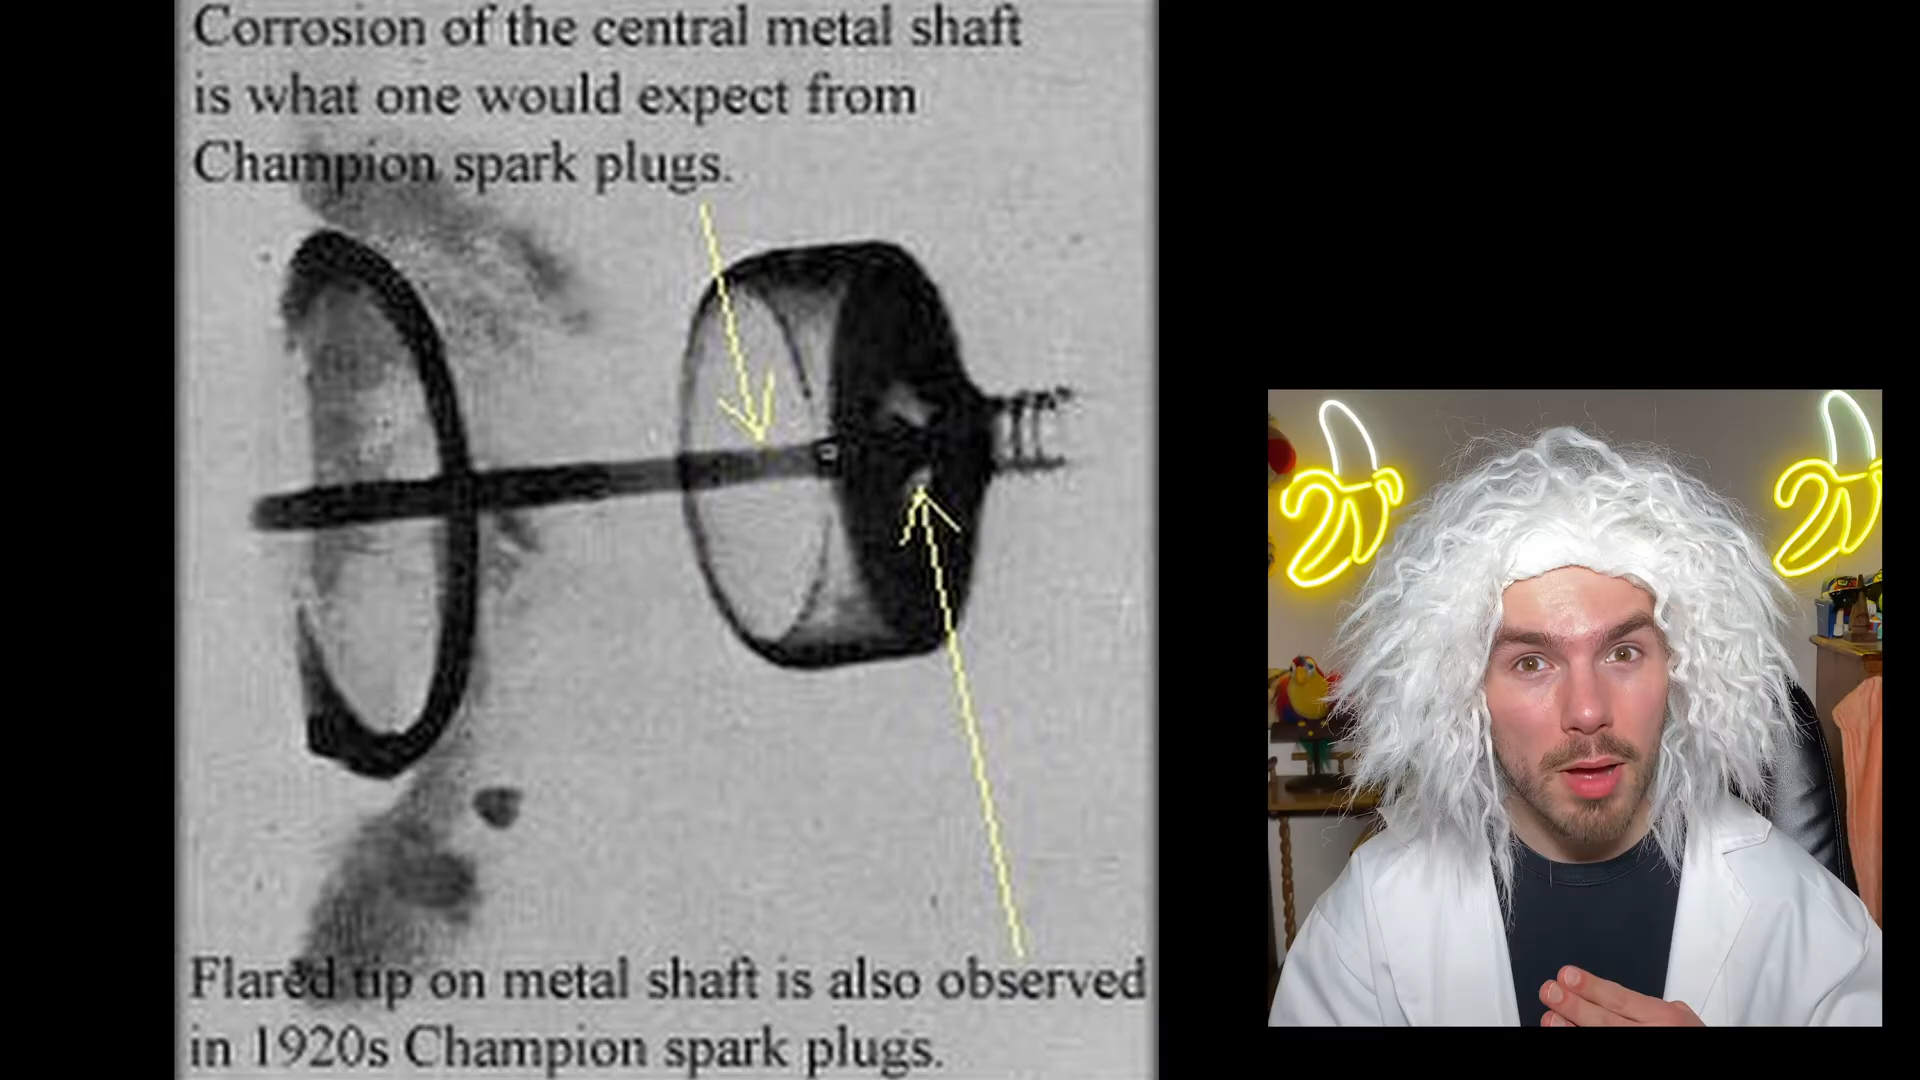 Corrosion of the central metal shaft
is what one would expect from
Champion spark plugs.
Flared tip on metal shaft is also observed
in 1920s Champion spark plugs.